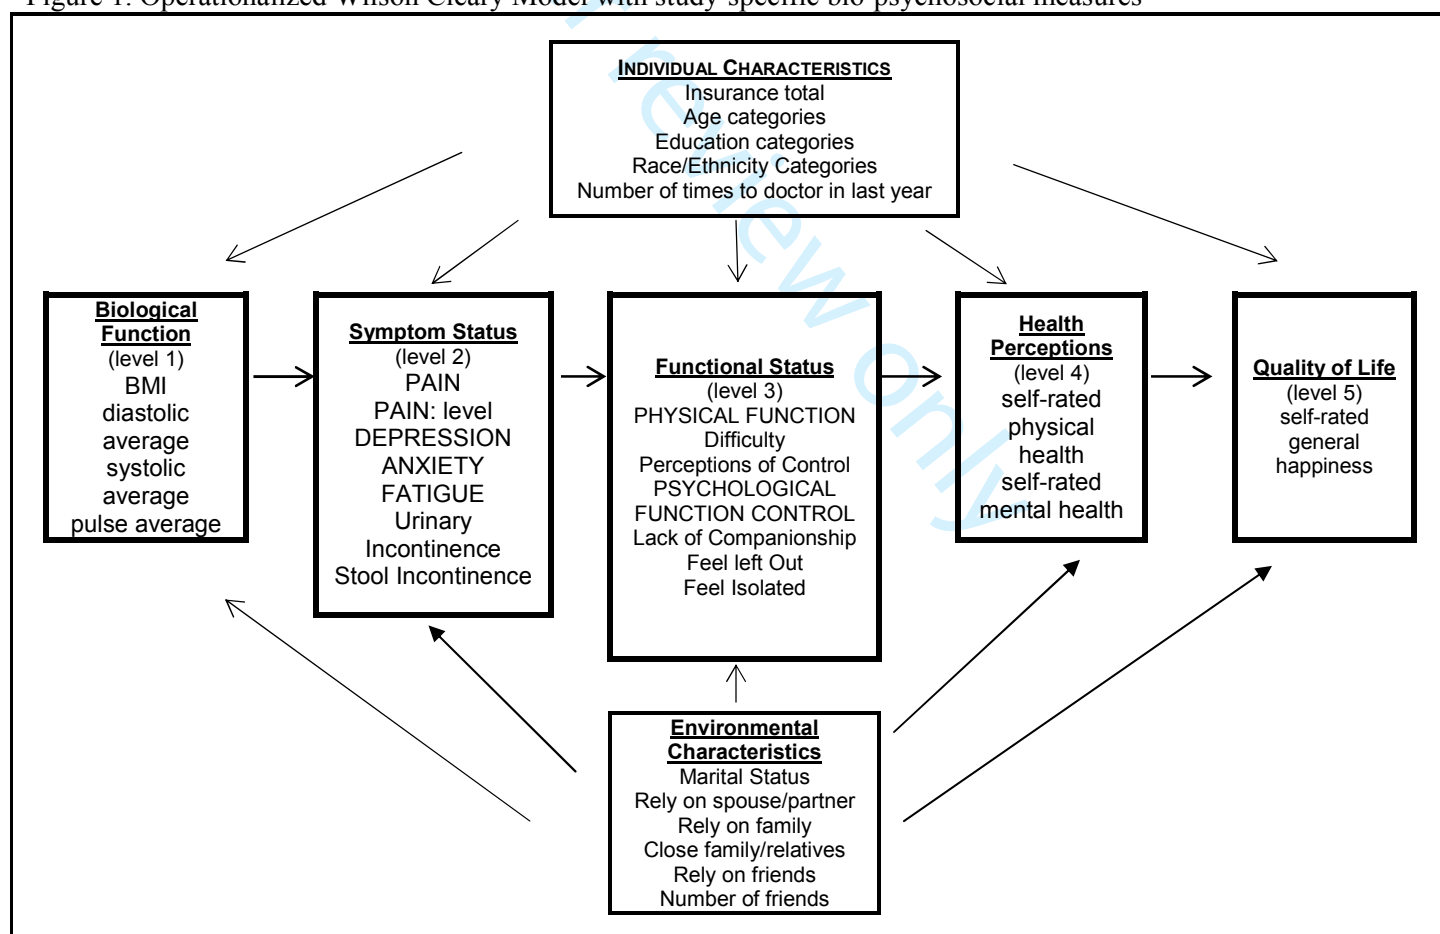 Figure 1. Operationalized Wilson Cleary Model with study-specific bio-psychosocial measures
INDIVIDUAL CHARACTERISTICS
Insurance total
Age categories
Education categories
Race/Ethnicity Categories
Number of times to doctor in last year
Biological
Function
(level 1)
BMI
diastolic
average
systolic
average
pulse average
Symptom Status
(level 2)
PAIN
PAIN: level
DEPRESSION
ANXIETY
FATIGUE
Urinary
Incontinence
Stool Incontinence
Functional Status
(level 3)
PHYSICAL FUNCTION
Difficulty
Perceptions of Control
PSYCHOLOGICAL
FUNCTION CONTROL
Lack of Companionship
Feel left Out
Feel Isolated
Health
Perceptions
(level 4)
self-rated
physical
health
self-rated
mental health
Quality of Life
(level 5)
self-rated
general
happiness
Environmental
Characteristics
Marital Status
Rely on spouse/partner
Rely on family
Close family/relatives
Rely on friends
Number of friends
review only